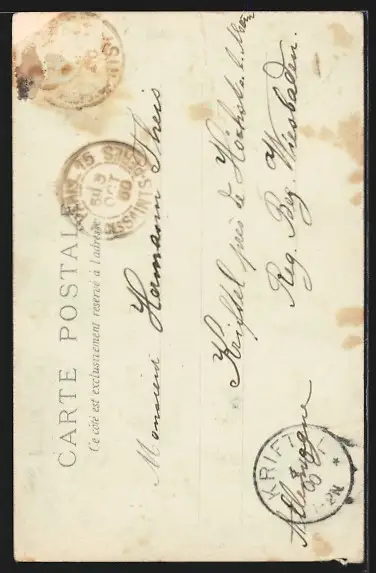 CARTE POSTALE
Ce côté est exclusivement réservé à l'adresse
Monsieur Hermann Theis
Kriftel près de Höchst a. Main
Reg. Bez. Wiesbaden.
Allemagne
KRIFTEL